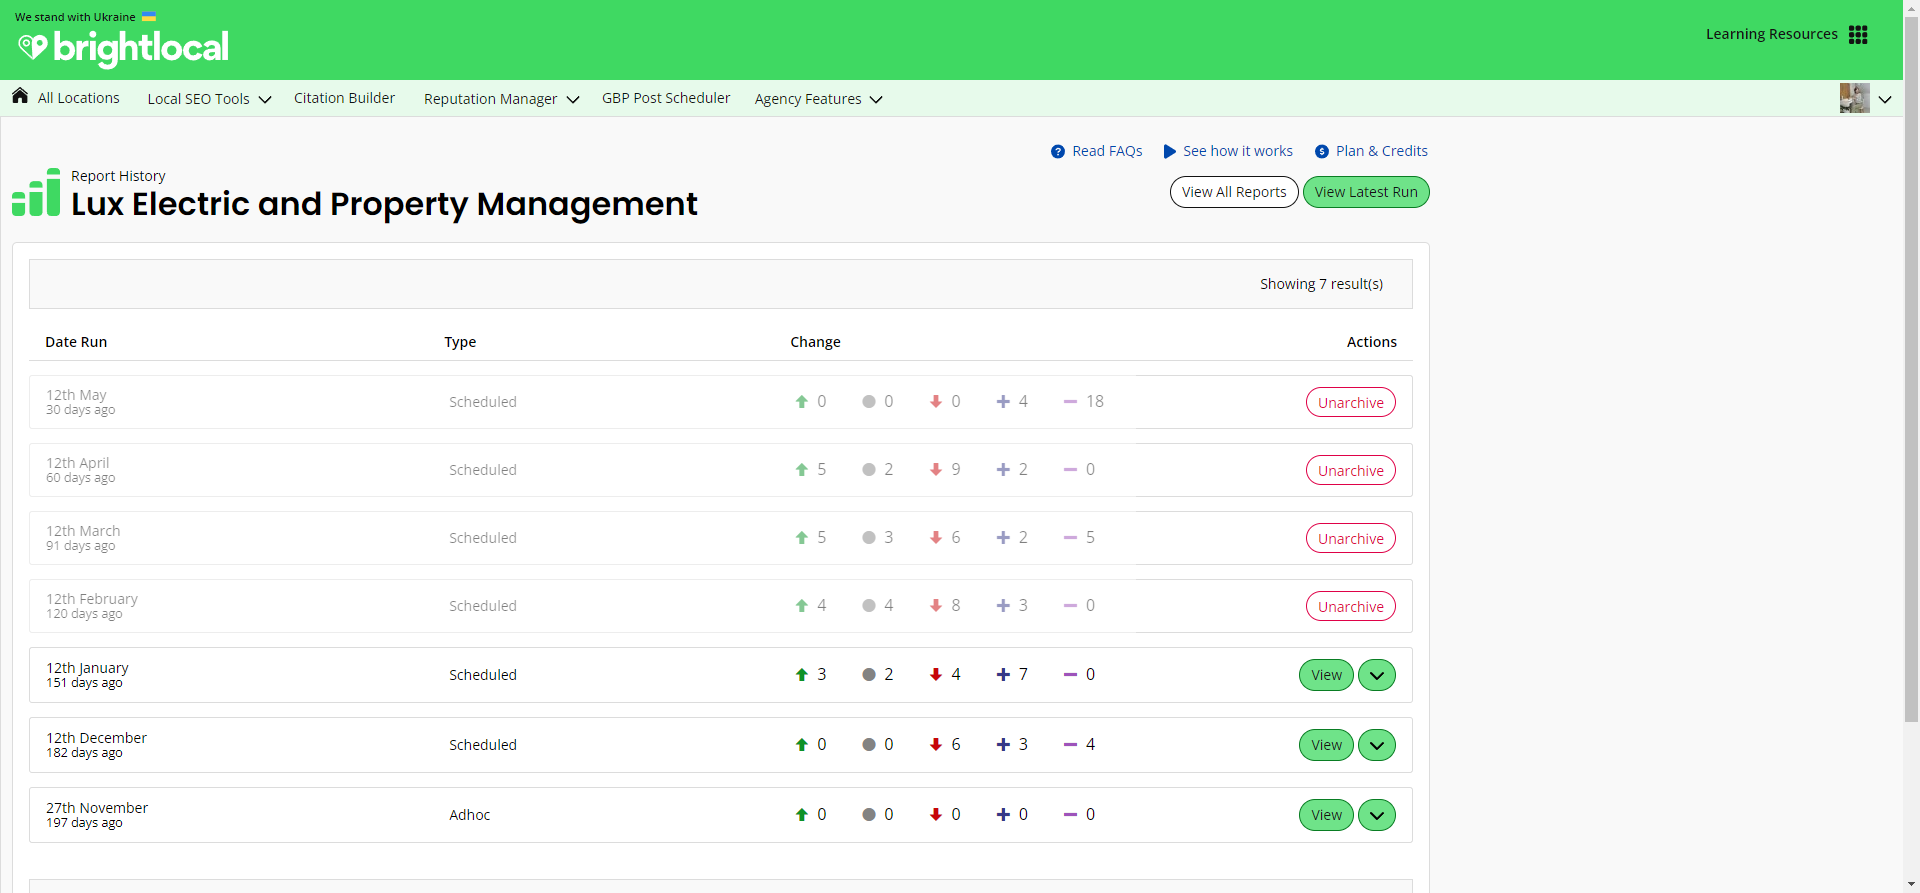 We stand with Ukraine
brightlocal
Learning Resources
All Locations Local SEO Tools Citation Builder Reputation Manager GBP Post Scheduler Agency Features
Read FAQs See how it works Plan & Credits
Report History
Lux Electric and Property Management
View All Reports View Latest Run
Showing 7 result(s)
Date Run Type Change Actions
12th May
30 days ago
Scheduled 0 0 0 4 18 Unarchive
12th April
60 days ago
Scheduled 5 2 9 2 0 Unarchive
12th March
91 days ago
Scheduled 5 3 6 2 5 Unarchive
12th February
120 days ago
Scheduled 4 4 8 3 0 Unarchive
12th January
151 days ago
Scheduled 3 2 4 7 0 View
12th December
182 days ago
Scheduled 0 0 6 3 4 View
27th November
197 days ago
Adhoc 0 0 0 0 0 View